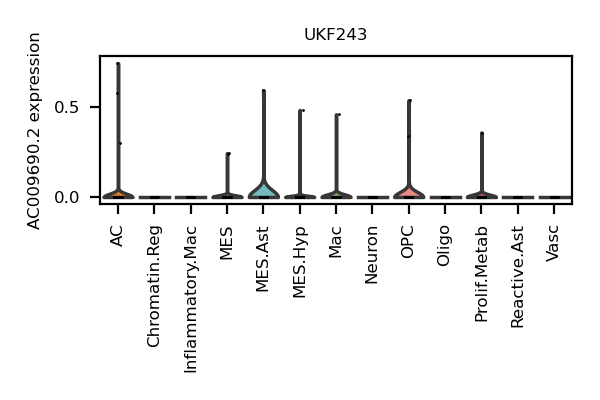 UKF243
AC009690.2 expression
0.5
0.0
AC
Chromatin.Reg
Inflammatory.Mac
MES
MES.Ast
MES.Hyp
Mac
Neuron
OPC
Oligo
Prolif.Metab
Reactive.Ast
Vasc